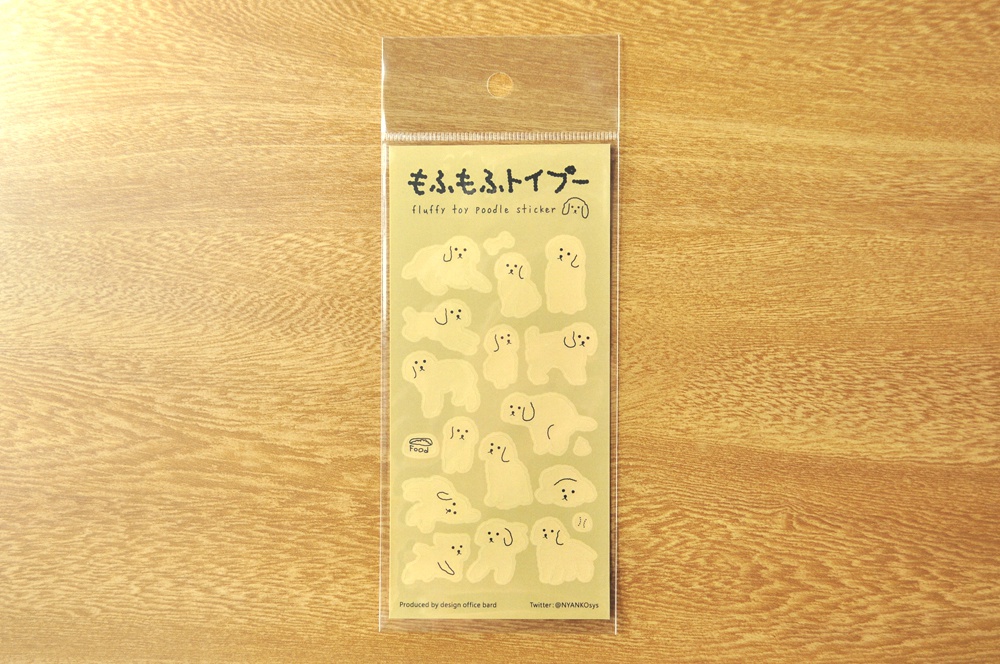 もふもふトイプー
fluffy toy poodle sticker
Food
Produced by design office bard
Twitter:@NYANKOsys